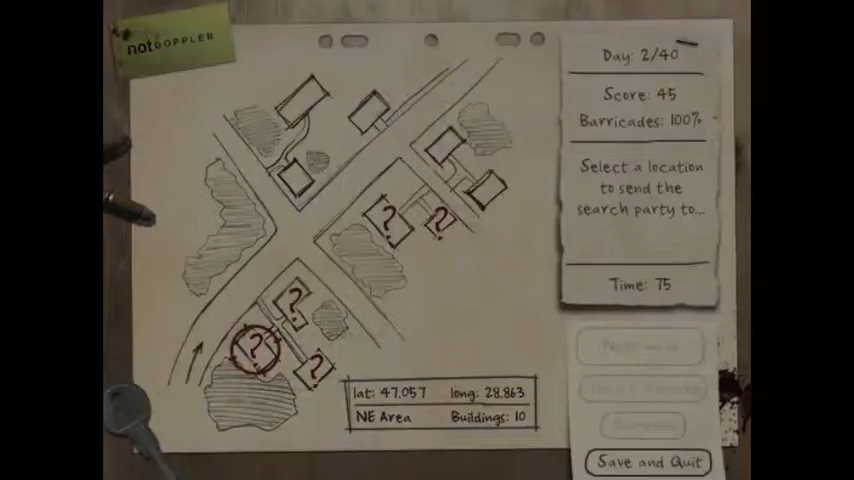 notDOPPLER
Day: 2/40
Score: 45
Barricades: 100%
Select a location
to send the
search party to...
Time: 75
?
?
?
?
?
lat: 47.057 long: 28.863
NE Area Buildings: 10
Save and Quit